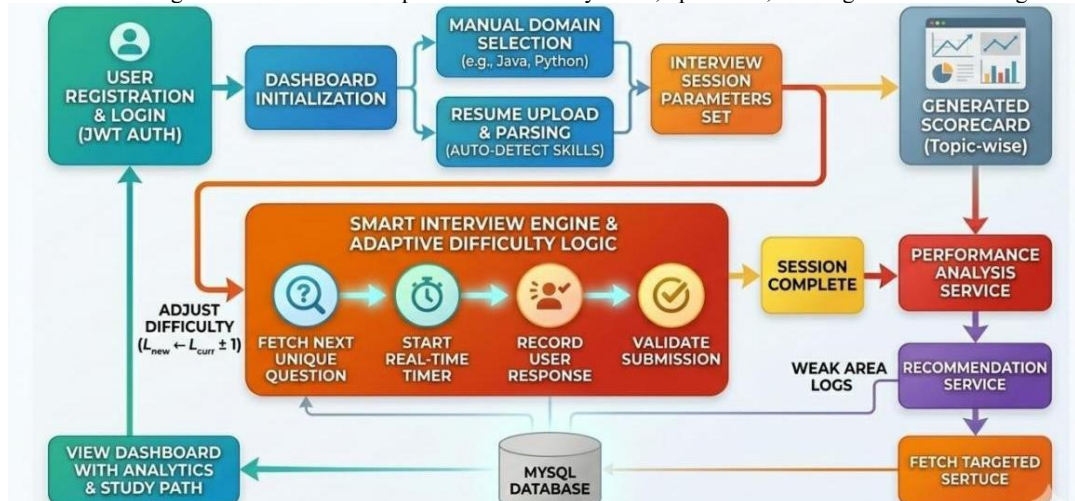 USER
REGISTRATION
& LOGIN
(JWT AUTH)
DASHBOARD
INITIALIZATION
MANUAL DOMAIN
SELECTION
(e.g., Java, Python)
RESUME UPLOAD
& PARSING
(AUTO-DETECT SKILLS)
INTERVIEW
SESSION
PARAMETERS
SET
GENERATED
SCORECARD
(Topic-wise)
SMART INTERVIEW ENGINE &
ADAPTIVE DIFFICULTY LOGIC
ADJUST
DIFFICULTY
(L_new ← L_curr ± 1)
FETCH NEXT
UNIQUE
QUESTION
START
REAL-TIME
TIMER
RECORD
USER
RESPONSE
VALIDATE
SUBMISSION
SESSION
COMPLETE
PERFORMANCE
ANALYSIS
SERVICE
WEAK AREA
LOGS
RECOMMENDATION
SERVICE
VIEW DASHBOARD
WITH ANALYTICS
& STUDY PATH
MYSQL
DATABASE
FETCH TARGETED
SERTUCE